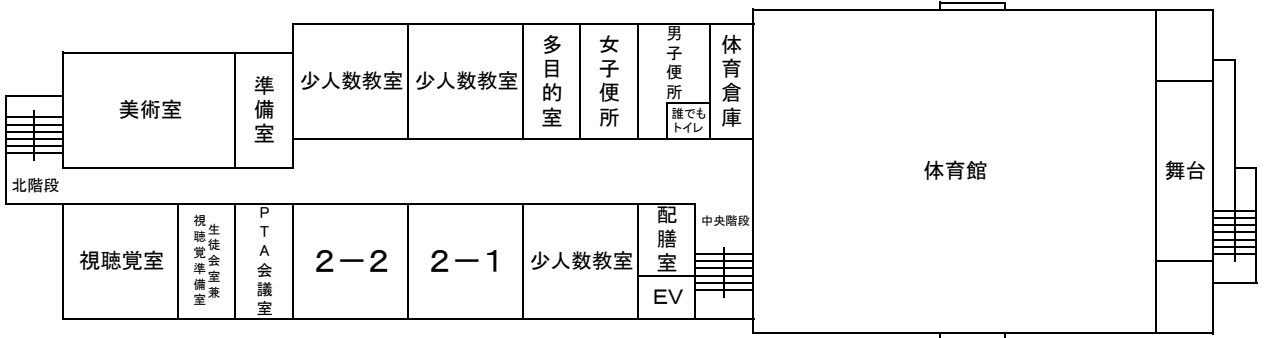 美術室
準備室
少人数教室
少人数教室
多目的室
女子便所
男子便所
誰でも
トイレ
体育倉庫
体育館
舞台
北階段
視聴覚室
生徒会室兼
視聴覚準備室
PTA会議室
2-2
2-1
少人数教室
配膳室
EV
中央階段